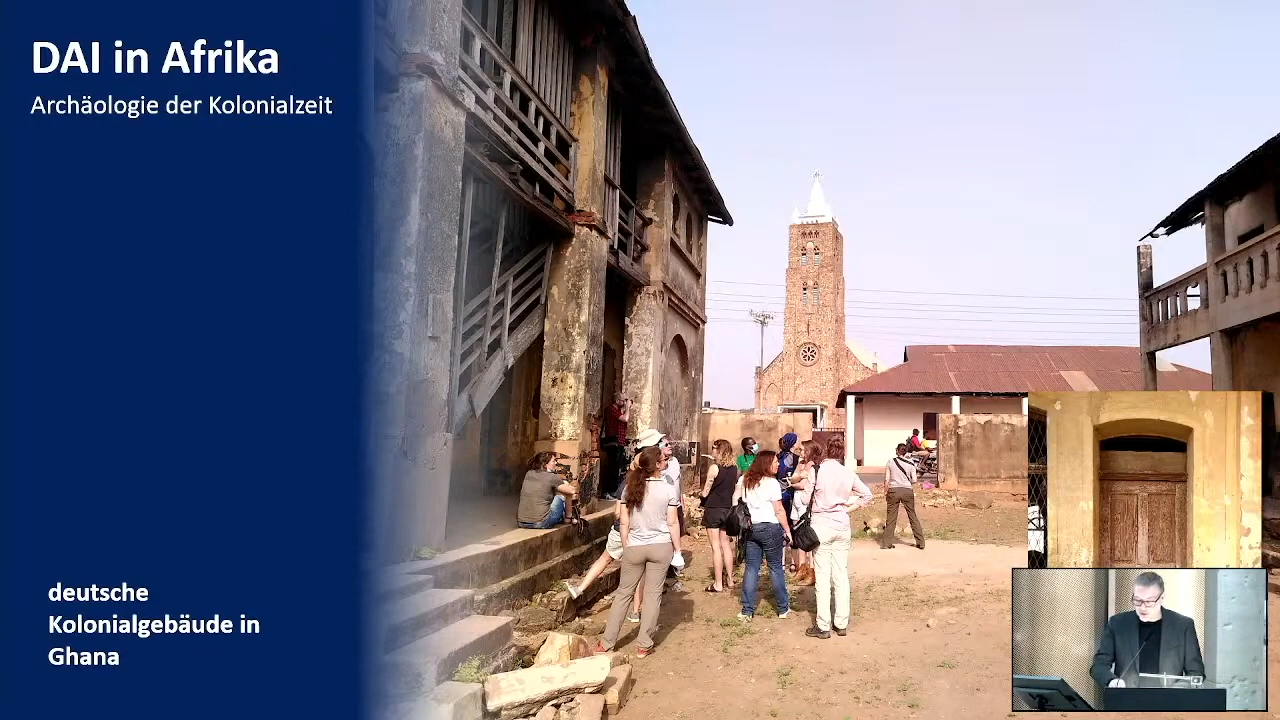 DAI in Afrika
Archäologie der Kolonialzeit
deutsche
Kolonialgebäude in
Ghana